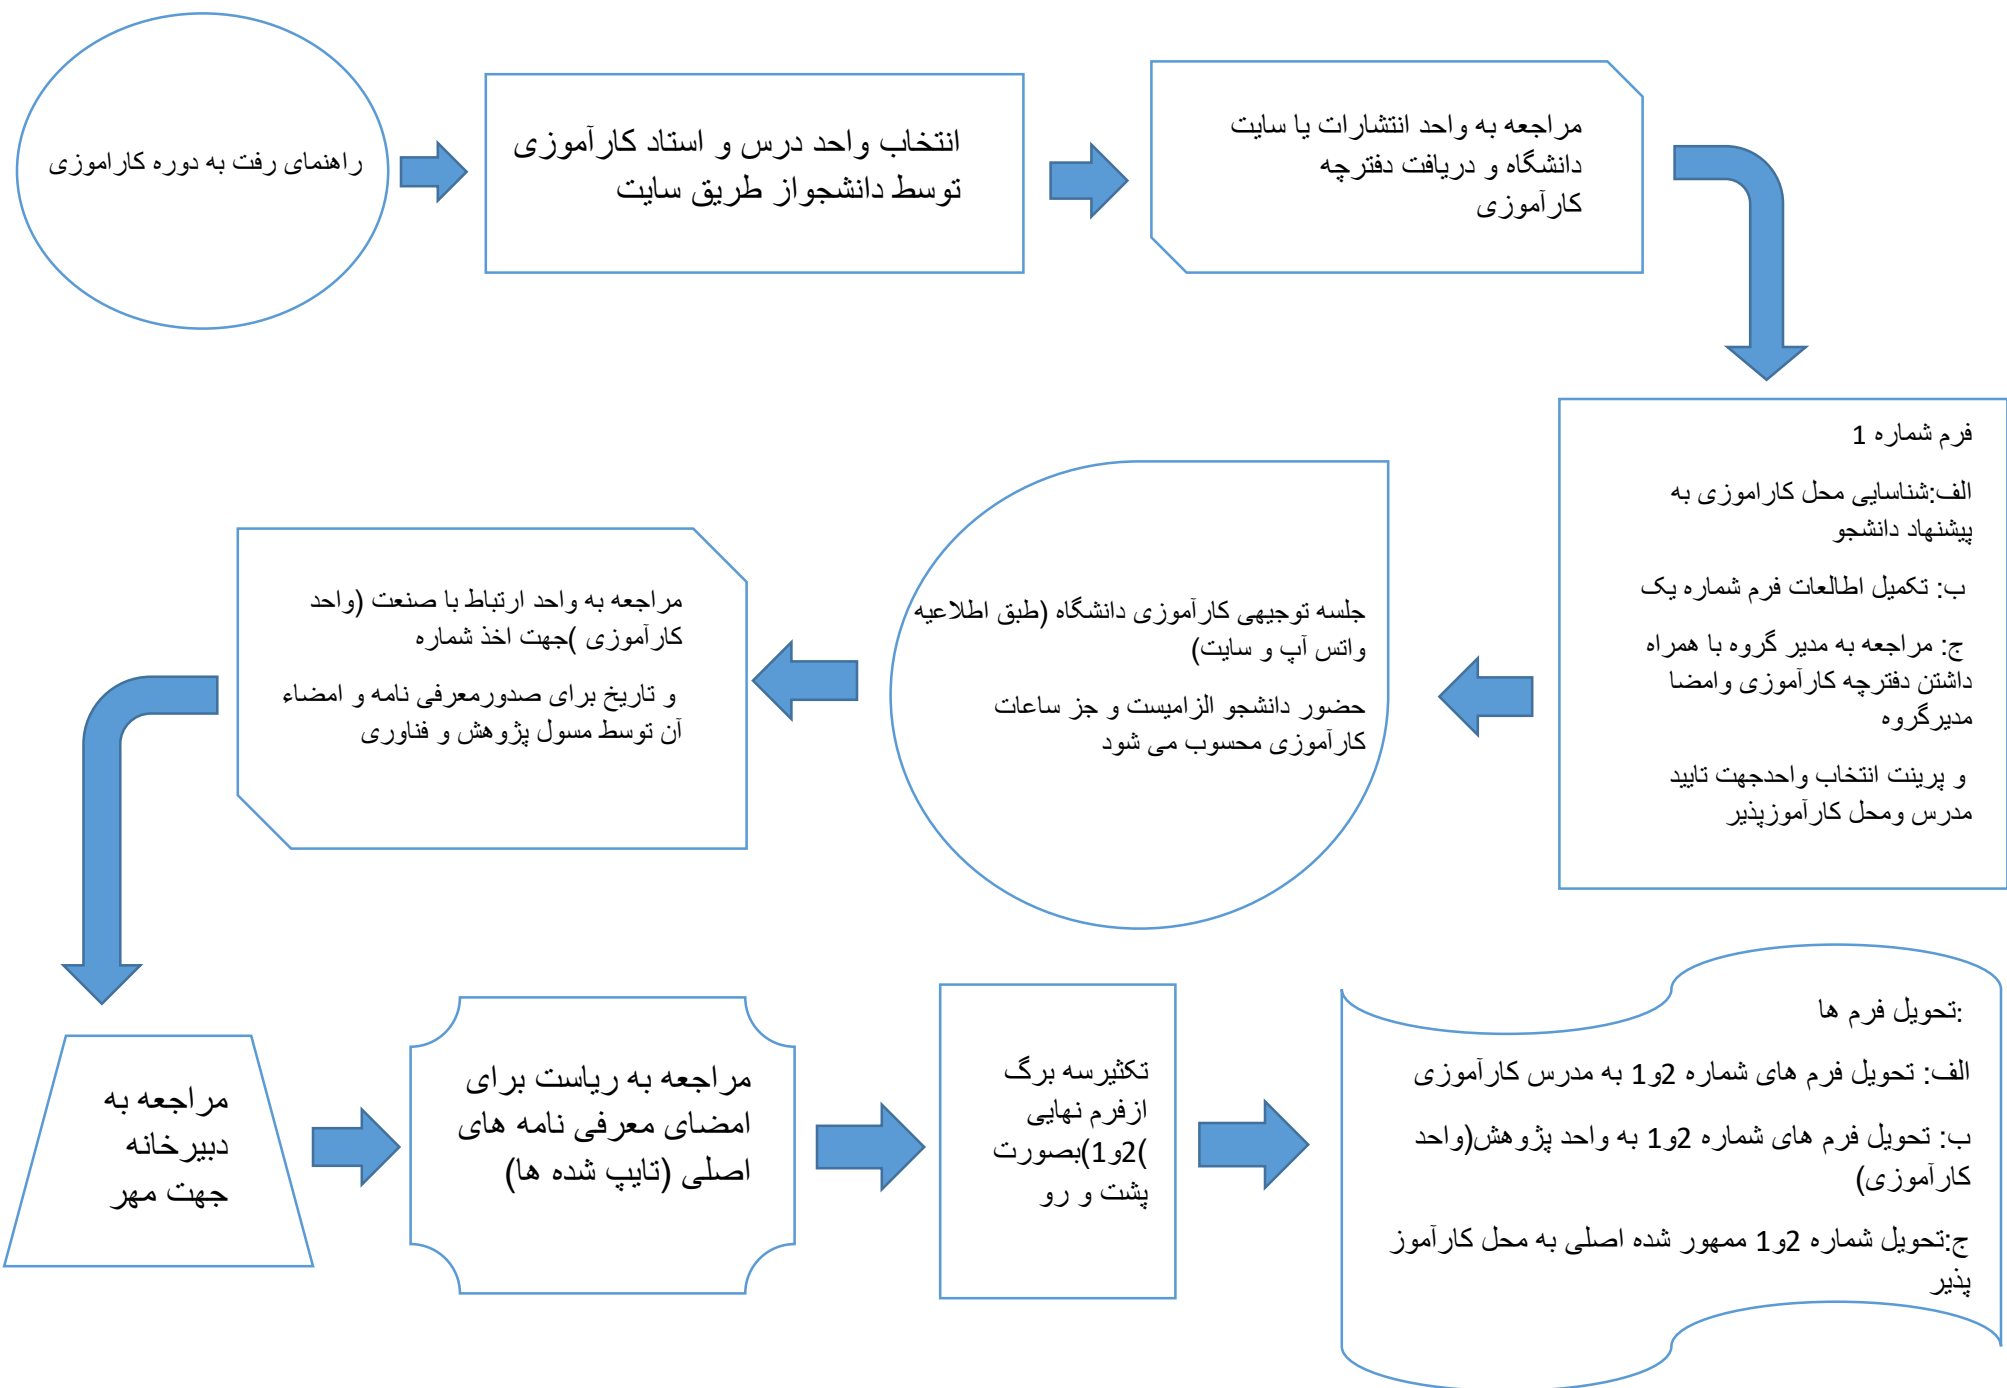 راهنمای رفت به دوره کاراموزی
انتخاب واحد درس و استاد کارآموزی
توسط دانشجواز طریق سایت
مراجعه به واحد انتشارات یا سایت
دانشگاه و دریافت دفترچه
کارآموزی
فرم شماره 1
الف:شناسایی محل کاراموزی به
پیشنهاد دانشجو
ب: تکمیل اطالعات فرم شماره یک
ج: مراجعه به مدیر گروه با همراه
داشتن دفترچه کارآموزی وامضا
مدیرگروه
و پرینت انتخاب واحدجهت تایید
مدرس ومحل کارآموزپذیر
جلسه توجیهی کارآموزی دانشگاه (طبق اطلاعیه
واتس آپ و سایت)
حضور دانشجو الزامیست و جز ساعات
کارآموزی محسوب می شود
مراجعه به واحد ارتباط با صنعت (واحد
کارآموزی )جهت اخذ شماره
و تاریخ برای صدورمعرفی نامه و امضاء
آن توسط مسول پژوهش و فناوری
مراجعه به
دبیرخانه
جهت مهر
مراجعه به ریاست برای
امضای معرفی نامه های
اصلی (تایپ شده ها)
تکثیرسه برگ
ازفرم نهایی
)2و1)بصورت
پشت و رو
:تحویل فرم ها
الف: تحویل فرم های شماره 2و1 به مدرس کارآموزی
ب: تحویل فرم های شماره 2و1 به واحد پژوهش(واحد
کارآموزی)
ج:تحویل شماره 2و1 ممهور شده اصلی به محل کارآموز
پذیر